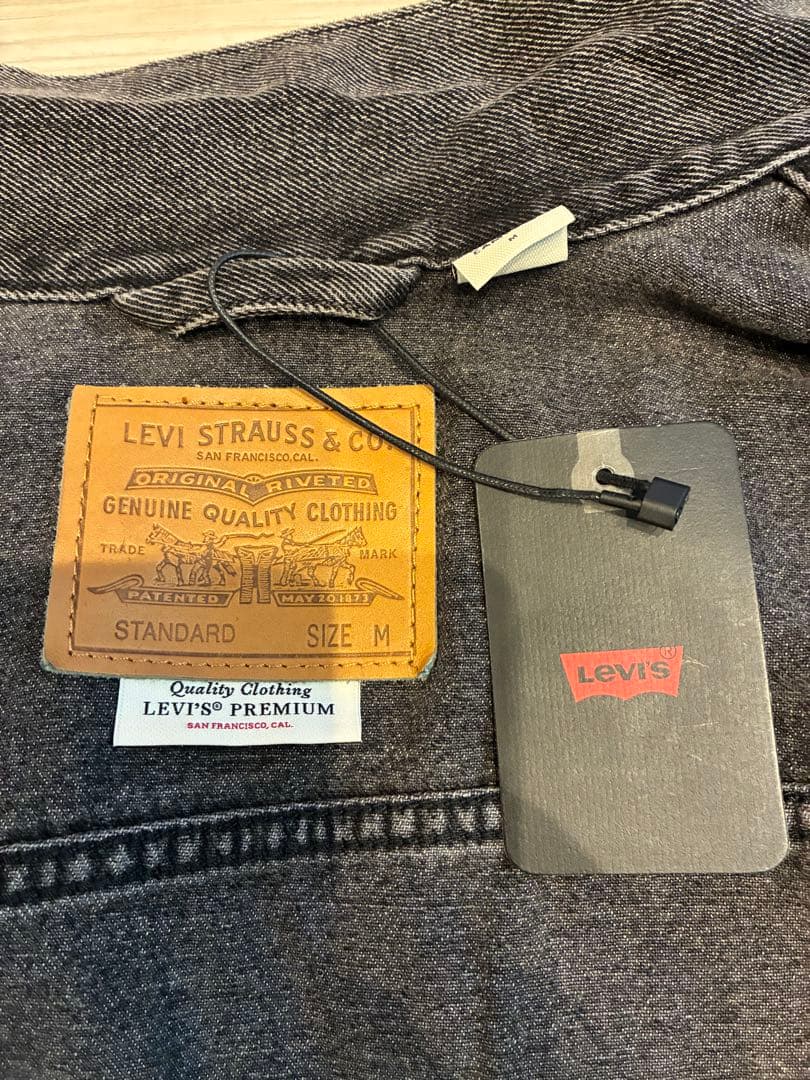 M
LEVI STRAUSS & CO.
SAN FRANCISCO, CAL.
ORIGINAL RIVETED
GENUINE QUALITY CLOTHING
TRADE MARK
PATENTED MAY 20 1873
STANDARD SIZE M
Quality Clothing
LEVI'S® PREMIUM
SAN FRANCISCO, CAL.
LEVI'S®